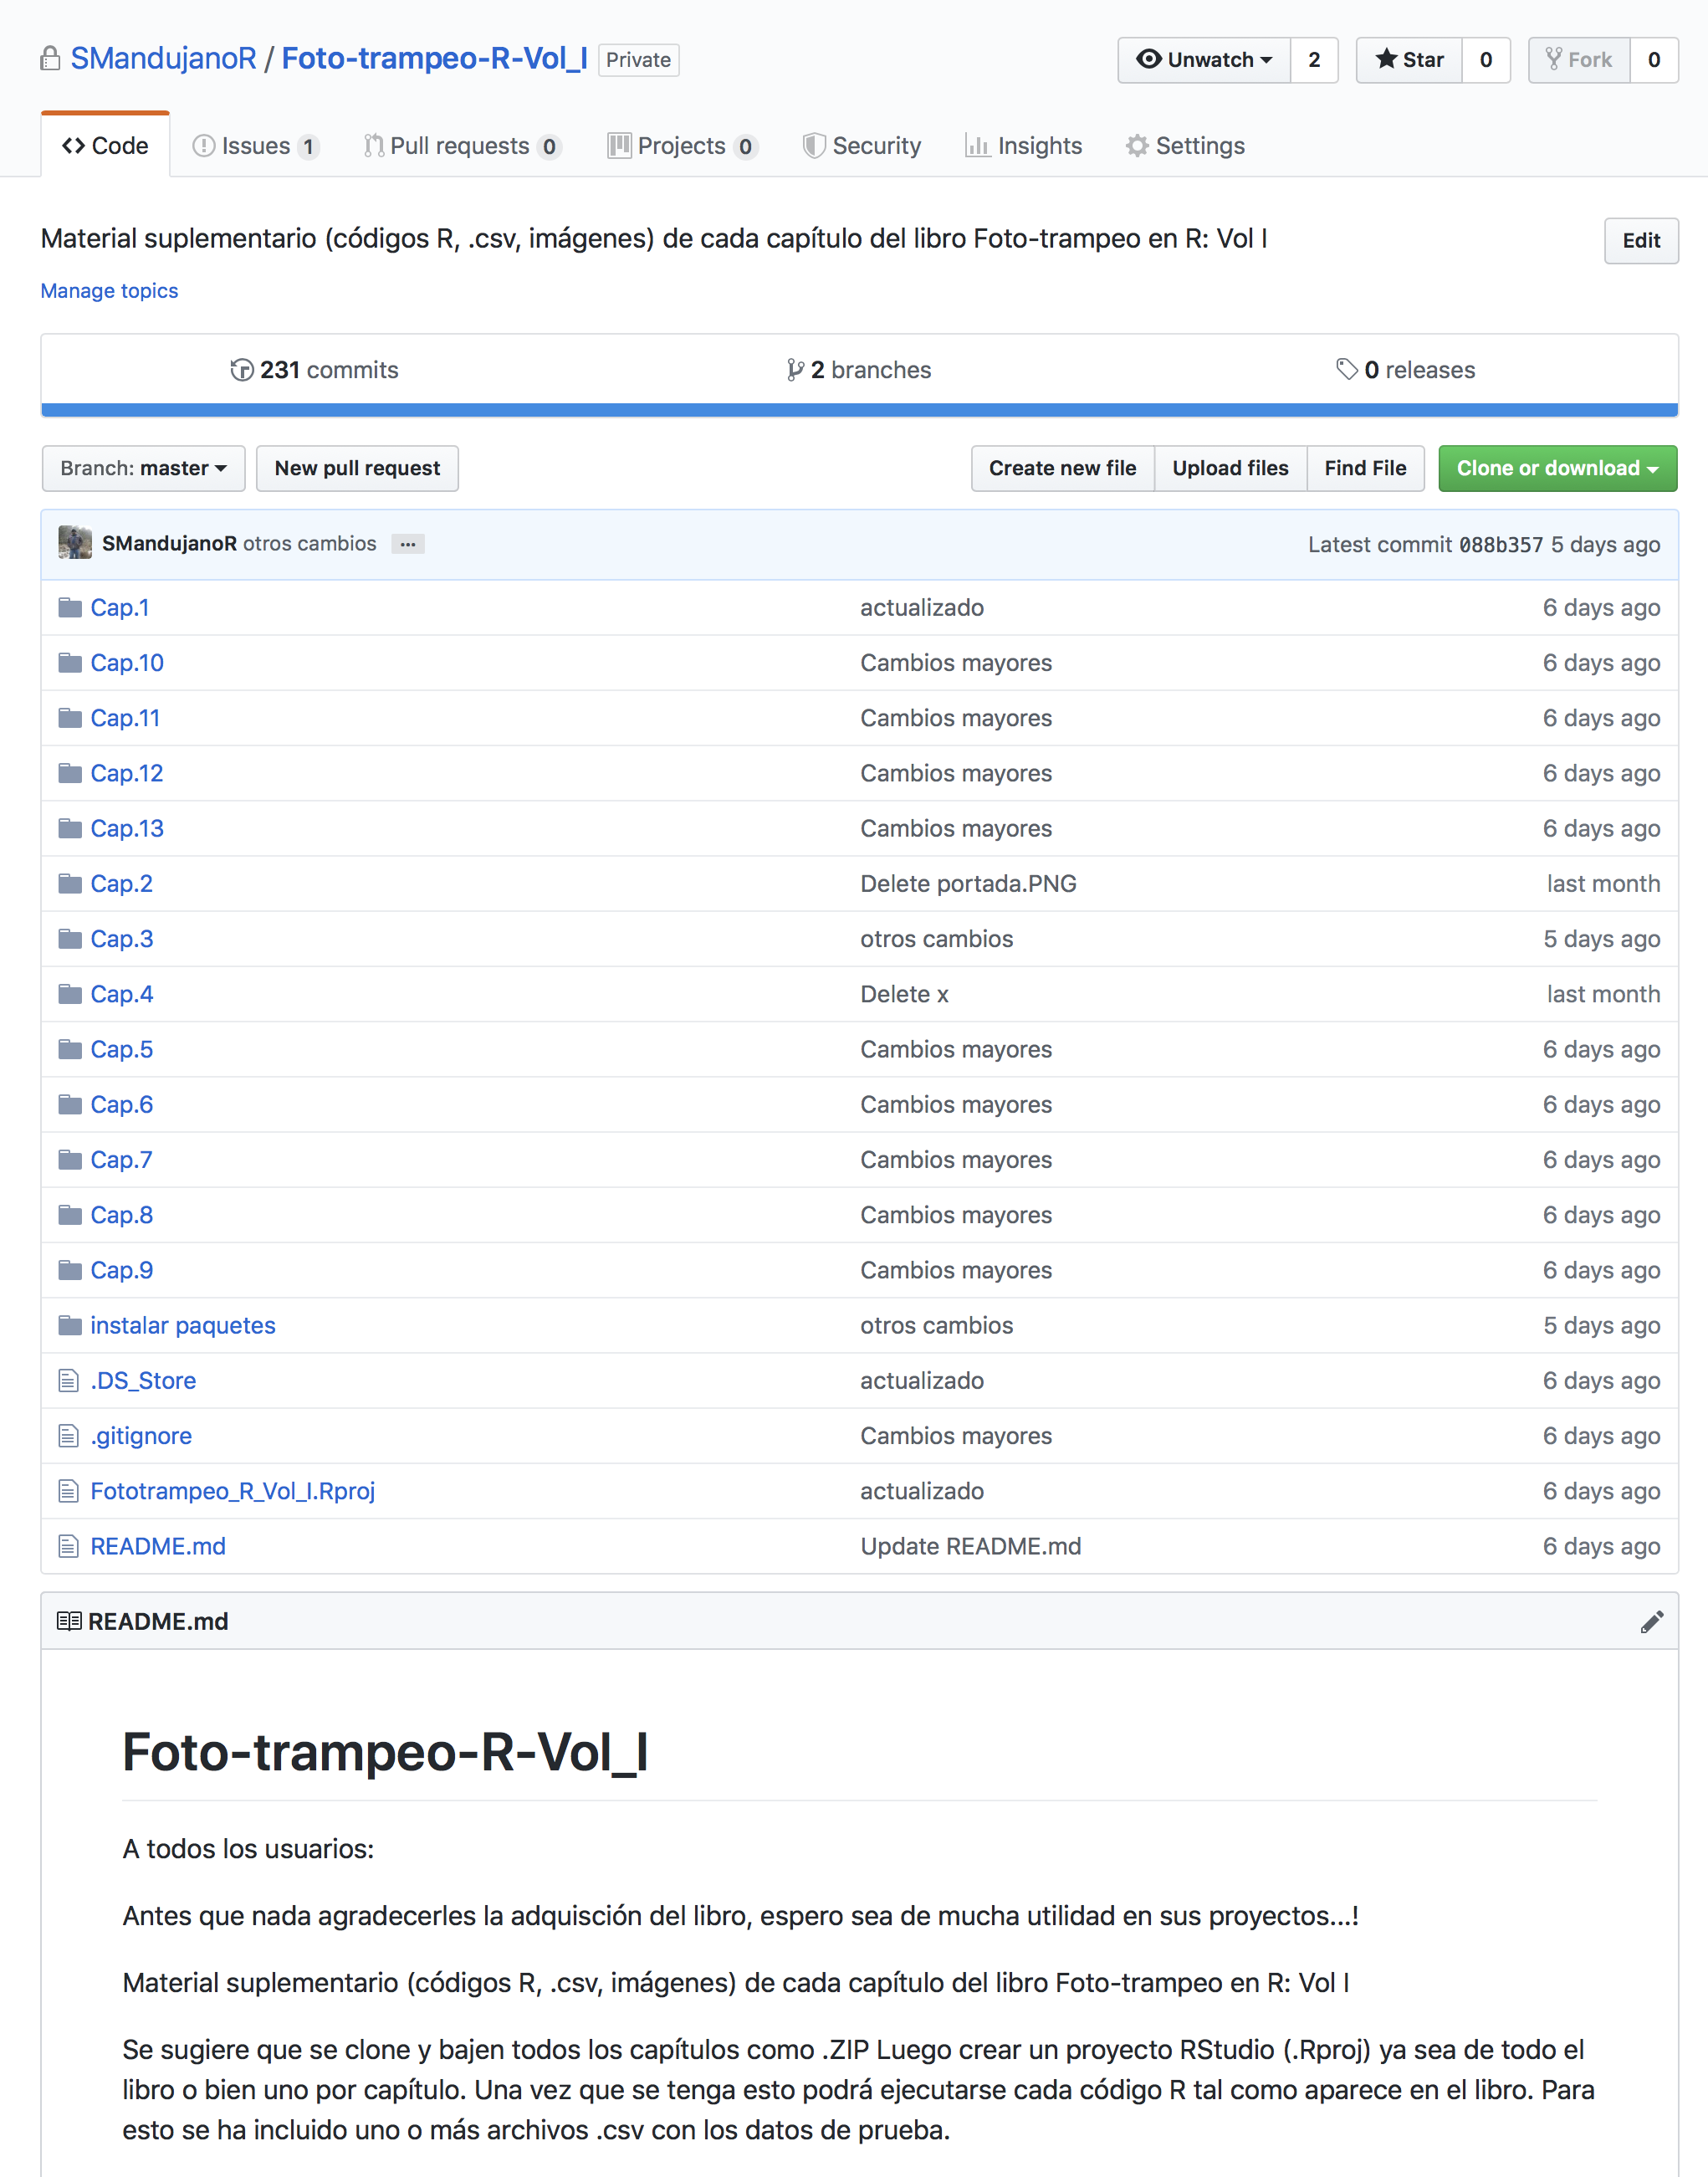 SMandujanoR / Foto-trampeo-R-Vol_I Private Unwatch 2 Star 0 Fork 0
Code Issues 1 Pull requests 0 Projects 0 Security Insights Settings
Material suplementario (códigos R, .csv, imágenes) de cada capítulo del libro Foto-trampeo en R: Vol I Edit
Manage topics
231 commits 2 branches 0 releases
Branch: master New pull request Create new file Upload files Find File Clone or download
SMandujanoR otros cambios ... Latest commit 088b357 5 days ago
Cap.1 actualizado 6 days ago
Cap.10 Cambios mayores 6 days ago
Cap.11 Cambios mayores 6 days ago
Cap.12 Cambios mayores 6 days ago
Cap.13 Cambios mayores 6 days ago
Cap.2 Delete portada.PNG last month
Cap.3 otros cambios 5 days ago
Cap.4 Delete x last month
Cap.5 Cambios mayores 6 days ago
Cap.6 Cambios mayores 6 days ago
Cap.7 Cambios mayores 6 days ago
Cap.8 Cambios mayores 6 days ago
Cap.9 Cambios mayores 6 days ago
instalar paquetes otros cambios 5 days ago
.DS_Store actualizado 6 days ago
.gitignore Cambios mayores 6 days ago
Fototrampeo_R_Vol_I.Rproj actualizado 6 days ago
README.md Update README.md 6 days ago
README.md
Foto-trampeo-R-Vol_I
A todos los usuarios:
Antes que nada agradecerles la adquisción del libro, espero sea de mucha utilidad en sus proyectos...!
Material suplementario (códigos R, .csv, imágenes) de cada capítulo del libro Foto-trampeo en R: Vol I
Se sugiere que se clone y bajen todos los capítulos como .ZIP Luego crear un proyecto RStudio (.Rproj) ya sea de todo el
libro o bien uno por capítulo. Una vez que se tenga esto podrá ejecutarse cada código R tal como aparece en el libro. Para
esto se ha incluido uno o más archivos .csv con los datos de prueba.